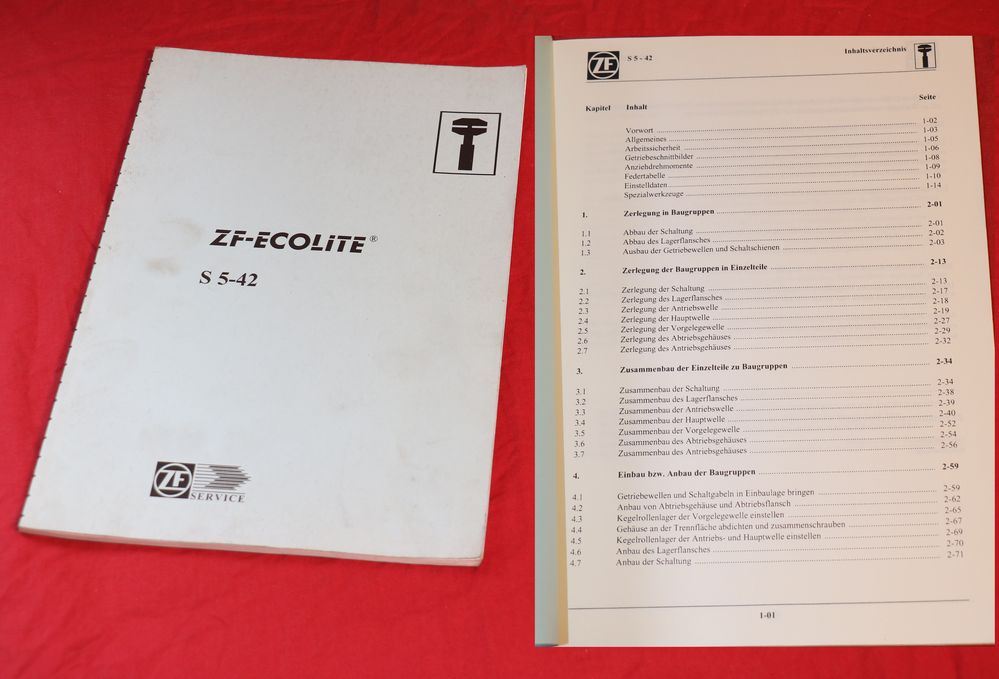 ZF-ECOLITE®
S 5-42
ZF
SERVICE
ZF
S 5 - 42
Inhaltsverzeichnis
Kapitel Inhalt Seite
Vorwort 1-02
Allgemeines 1-03
Arbeitssicherheit 1-05
Getriebeschnittbilder 1-06
Anziehdrehmomente 1-08
Federtabelle 1-09
Einstelldaten 1-10
Spezialwerkzeuge 1-14
1. Zerlegung in Baugruppen 2-01
1.1 Abbau der Schaltung 2-01
1.2 Abbau des Lagerflansches 2-02
1.3 Ausbau der Getriebewellen und Schaltschienen 2-03
2. Zerlegung der Baugruppen in Einzelteile 2-13
2.1 Zerlegung der Schaltung 2-13
2.2 Zerlegung des Lagerflansches 2-17
2.3 Zerlegung der Antriebswelle 2-18
2.4 Zerlegung der Hauptwelle 2-19
2.5 Zerlegung der Vorgelegewelle 2-27
2.6 Zerlegung des Abtriebsgehäuses 2-29
2.7 Zerlegung des Antriebsgehäuses 2-32
3. Zusammenbau der Einzelteile zu Baugruppen 2-34
3.1 Zusammenbau der Schaltung 2-34
3.2 Zusammenbau des Lagerflansches 2-38
3.3 Zusammenbau der Antriebswelle 2-39
3.4 Zusammenbau der Hauptwelle 2-40
3.5 Zusammenbau der Vorgelegewelle 2-52
3.6 Zusammenbau des Abtriebsgehäuses 2-54
3.7 Zusammenbau des Antriebsgehäuses 2-56
4. Einbau bzw. Anbau der Baugruppen 2-59
4.1 Getriebewellen und Schaltgabeln in Einbaulage bringen 2-59
4.2 Anbau von Abtriebsgehäuse und Abtriebsflansch 2-62
4.3 Kegelrollenlager der Vorgelegewelle einstellen 2-65
4.4 Gehäuse an der Trennfläche abdichten und zusammenschrauben 2-67
4.5 Kegelrollenlager der Antriebs- und Hauptwelle einstellen 2-69
4.6 Anbau des Lagerflansches 2-70
4.7 Anbau der Schaltung 2-71
1-01